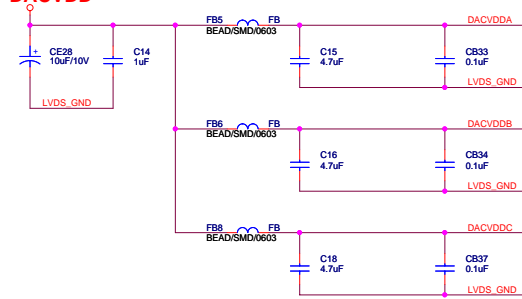 DACVDD
FB5 FB DACVDDA
BEAD/SMD/0603
CE28 C14 C15 CB33
10uF/10V 1uF 4.7uF 0.1uF
+
LVDS_GND LVDS_GND
FB6 FB DACVDDB
BEAD/SMD/0603
C16 CB34
4.7uF 0.1uF
LVDS_GND
FB8 FB DACVDDC
BEAD/SMD/0603
C18 CB37
4.7uF 0.1uF
LVDS_GND